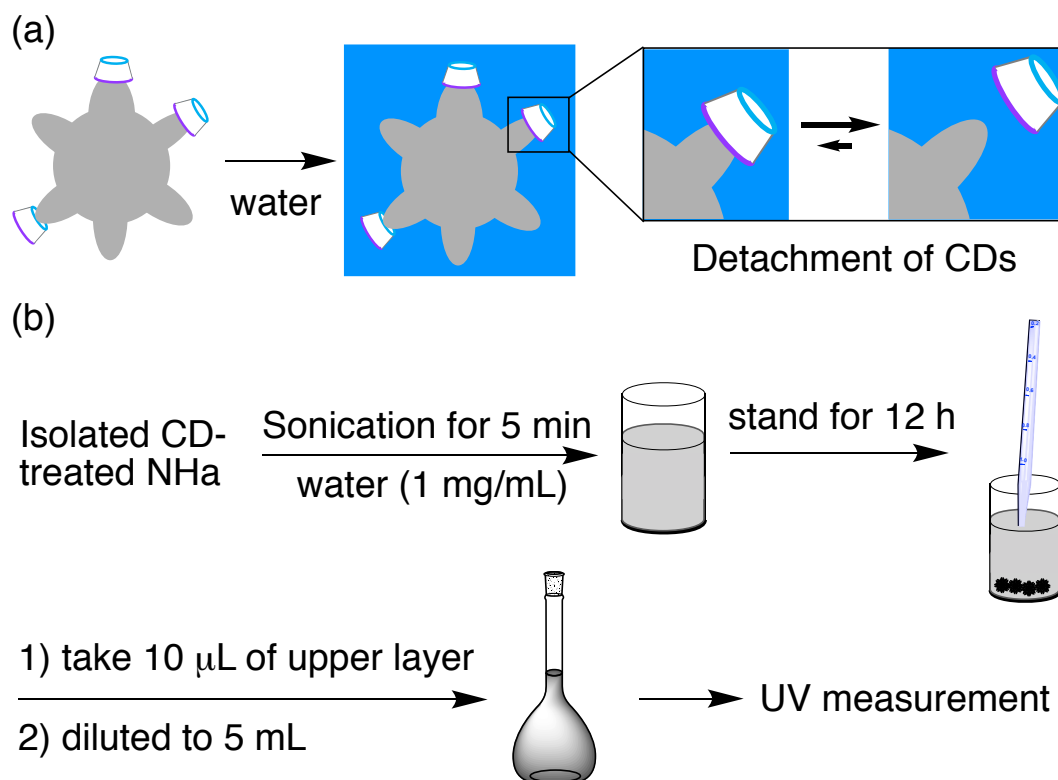 (a)
water
Detachment of CDs
(b)
Isolated CD-
treated NHa
Sonication for 5 min
water (1 mg/mL)
stand for 12 h
1) take 10 μL of upper layer
2) diluted to 5 mL
UV measurement